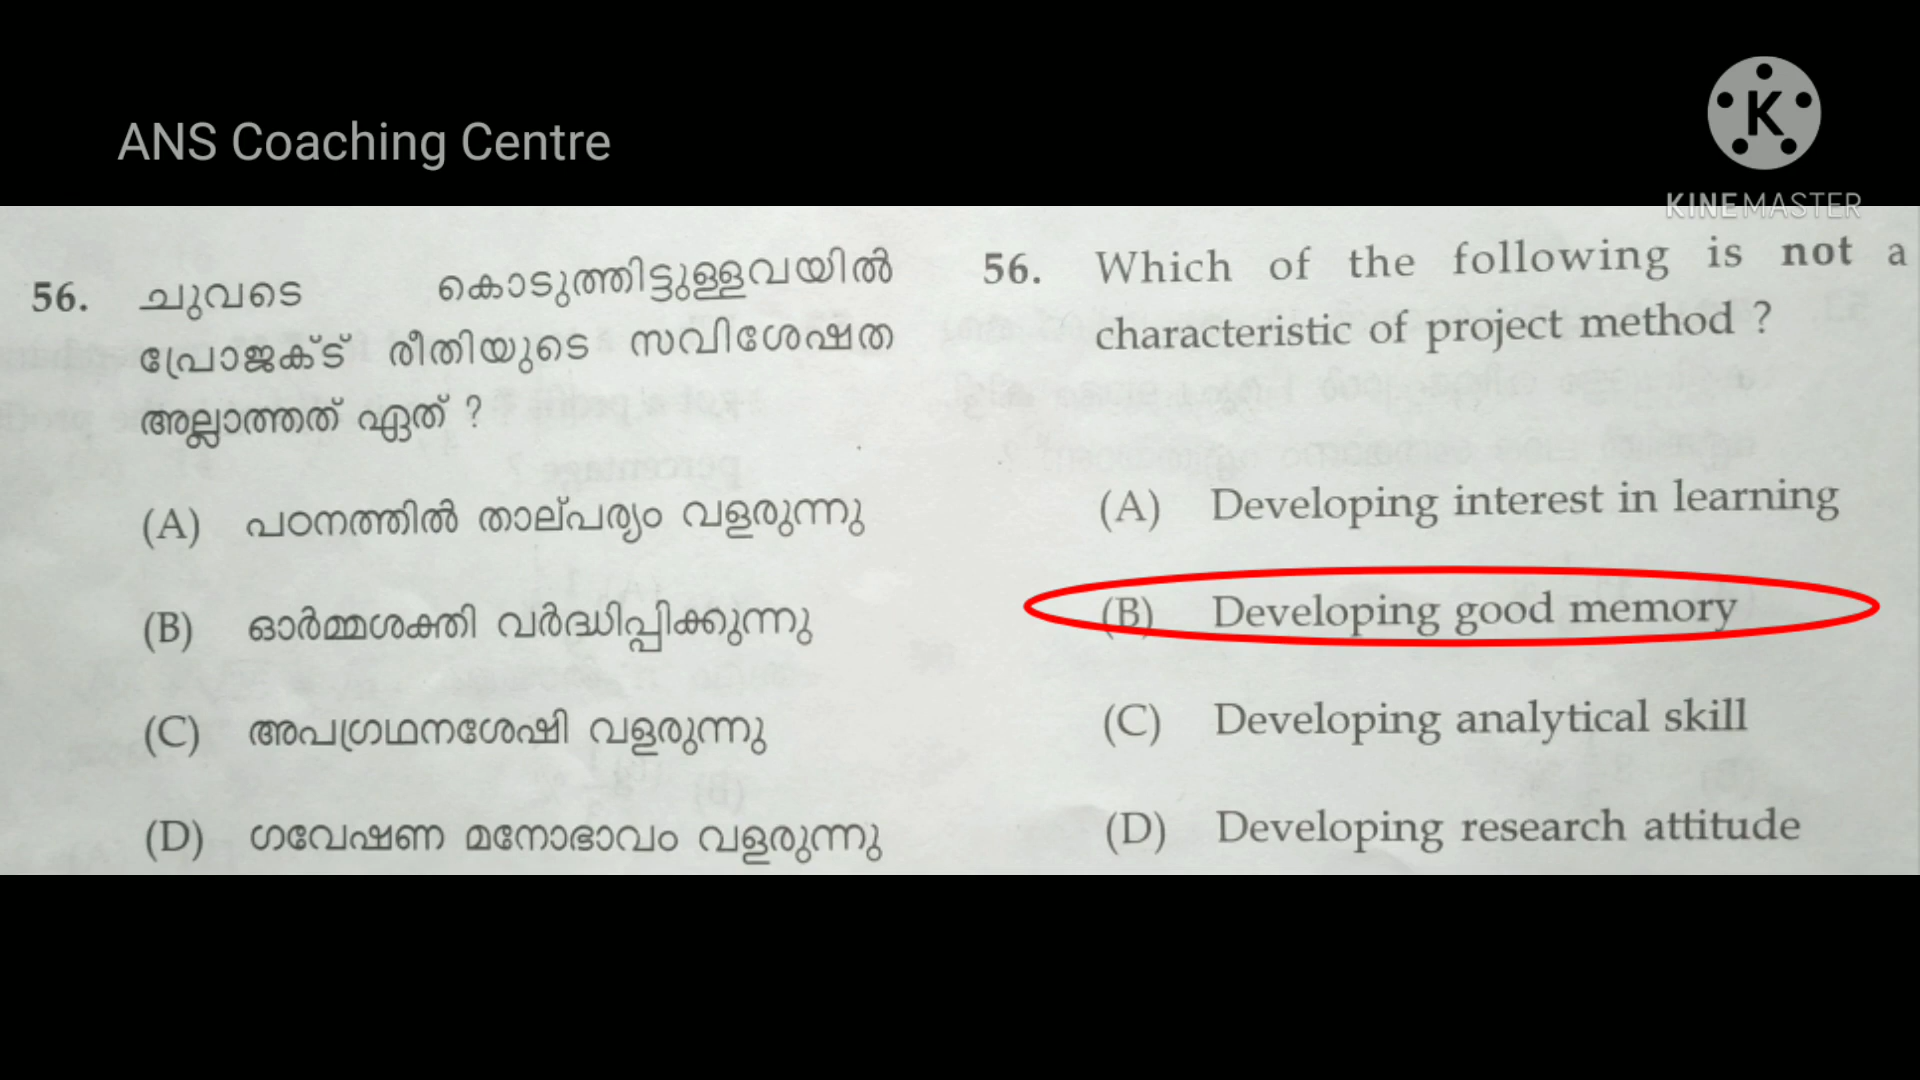 ANS Coaching Centre
K
KINEMASTER
56. ചുവടെ കൊടുത്തിട്ടുള്ളവയിൽ
പ്രോജക്ട് രീതിയുടെ സവിശേഷത
അല്ലാത്തത് ഏത് ?
(A) പഠനത്തിൽ താല്പര്യം വളരുന്നു
(B) ഓർമ്മശക്തി വർദ്ധിപ്പിക്കുന്നു
(C) അപഗ്രഥനശേഷി വളരുന്നു
(D) ഗവേഷണ മനോഭാവം വളരുന്നു
56. Which of the following is not a
characteristic of project method ?
(A) Developing interest in learning
(B) Developing good memory
(C) Developing analytical skill
(D) Developing research attitude